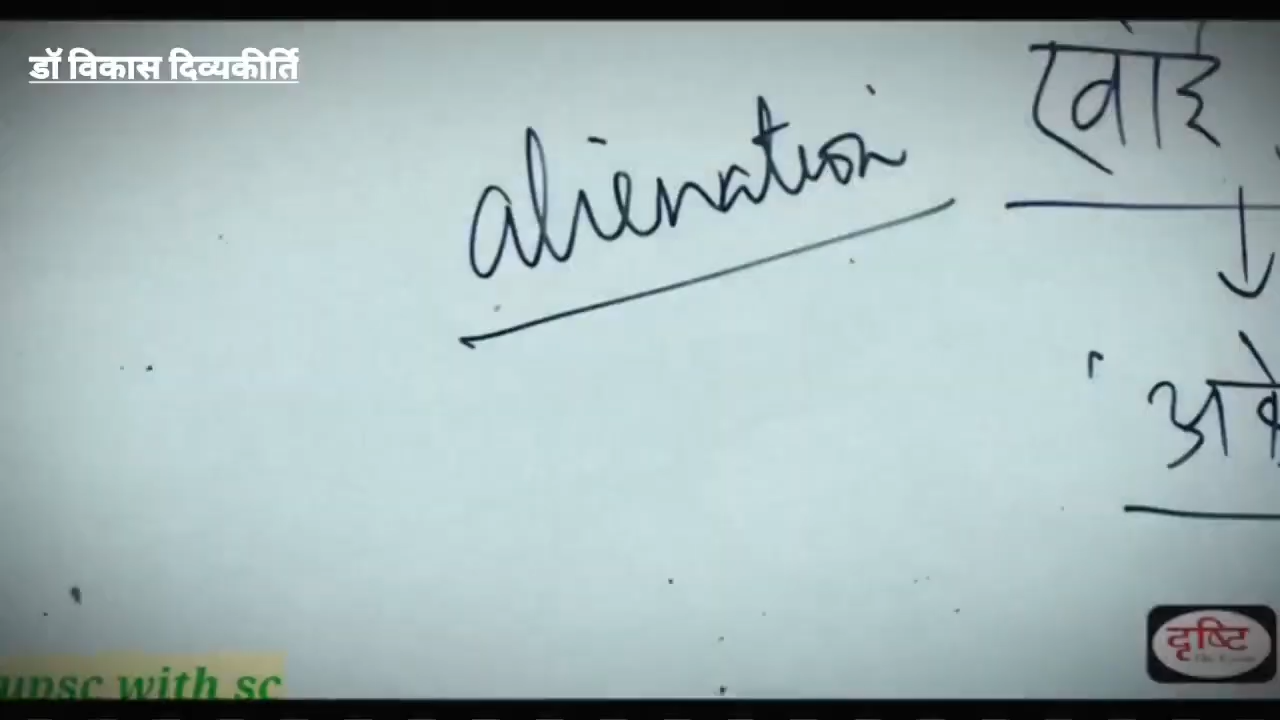 डॉ विकास दिव्यकीर्ति
alienation
खाई
दृष्टि
upsc with sc